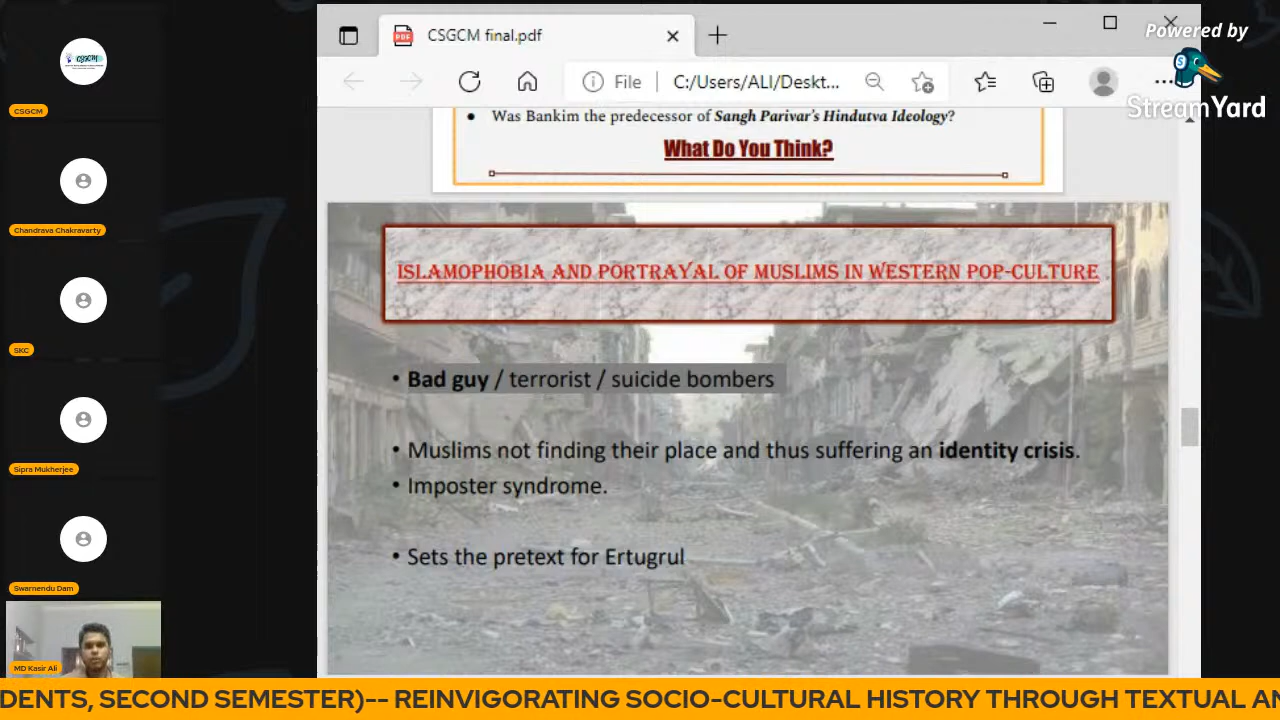 CSGCM
Chandrava Chakravarty
SKC
Sipra Mukherjee
Swarnendu Dam
MD Kasir Ali
CSGCM final.pdf
File
C:/Users/ALI/Deskt...
Powered by
StreamYard
• Was Bankim the predecessor of Sangh Parivar's Hindutva Ideology?
What Do You Think?
ISLAMOPHOBIA AND PORTRAYAL OF MUSLIMS IN WESTERN POP-CULTURE
• Bad guy / terrorist / suicide bombers
• Muslims not finding their place and thus suffering an identity crisis.
• Imposter syndrome.
• Sets the pretext for Ertugrul
DENTS, SECOND SEMESTER)-- REINVIGORATING SOCIO-CULTURAL HISTORY THROUGH TEXTUAL AN